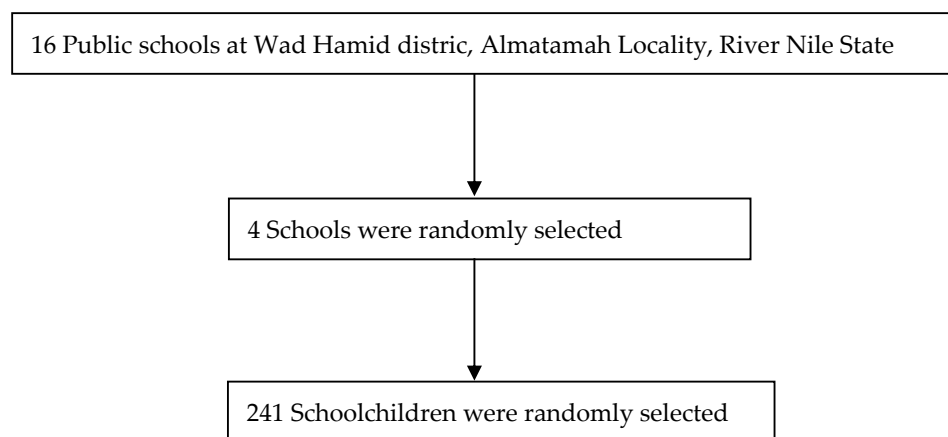 16 Public schools at Wad Hamid distric, Almatamah Locality, River Nile State
4 Schools were randomly selected
241 Schoolchildren were randomly selected